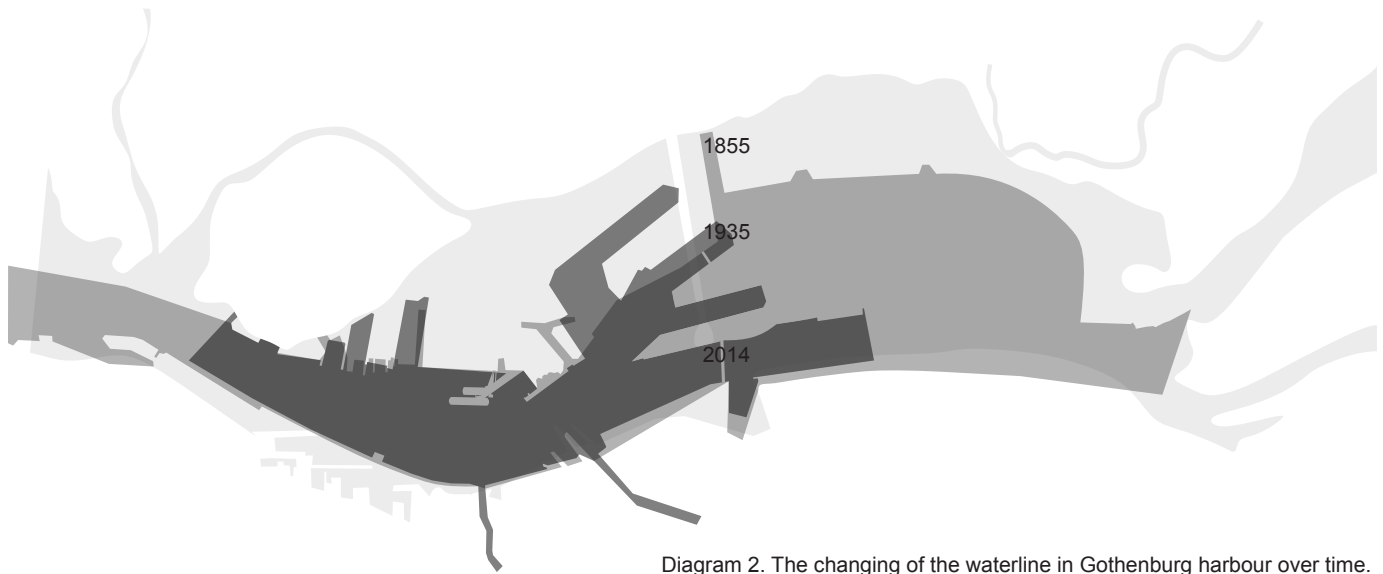 1855
1935
2014
Diagram 2. The changing of the waterline in Gothenburg harbour over time.